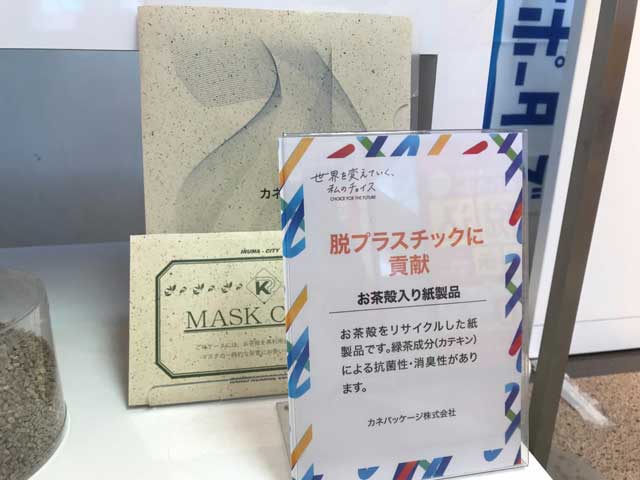 ポータ
カネ
世界を変えていく、
私のチョイス
CHOICE FOR THE FUTURE
脱プラスチックに
貢献
お茶殻入り紙製品
お茶殻をリサイクルした紙
製品です。緑茶成分(カテキン)
による抗菌性・消臭性があり
ます。
カネパッケージ株式会社
IRUMA - CITY
K
MASK C